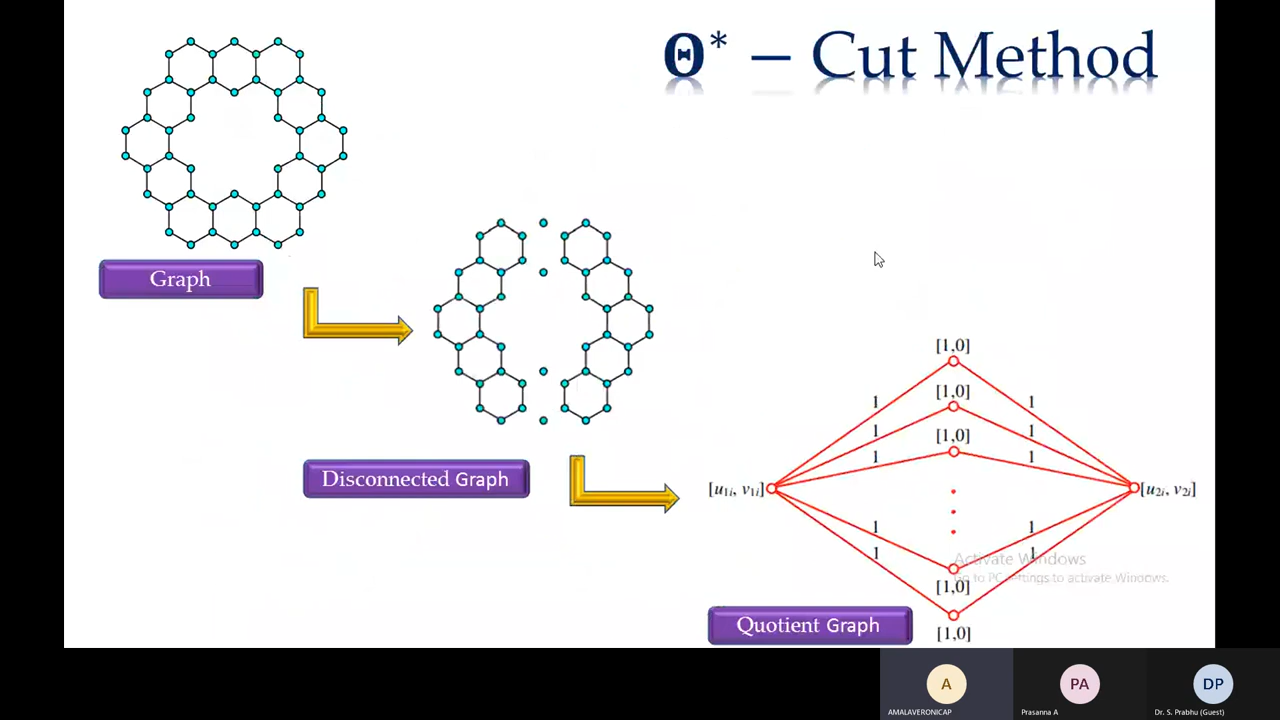 Θ* – Cut Method
Graph
Disconnected Graph
[1,0]
1 1
[1,0]
1 1
[1,0]
1 1
[u1i, v1i] [u2i, v2i]
1 1
1 1
Activate Windows
Go to PC settings to activate Windows.
[1,0]
Quotient Graph
[1,0]
A
PA
DP
AMALAVERONICAP
Prasanna A
Dr. S. Prabhu (Guest)